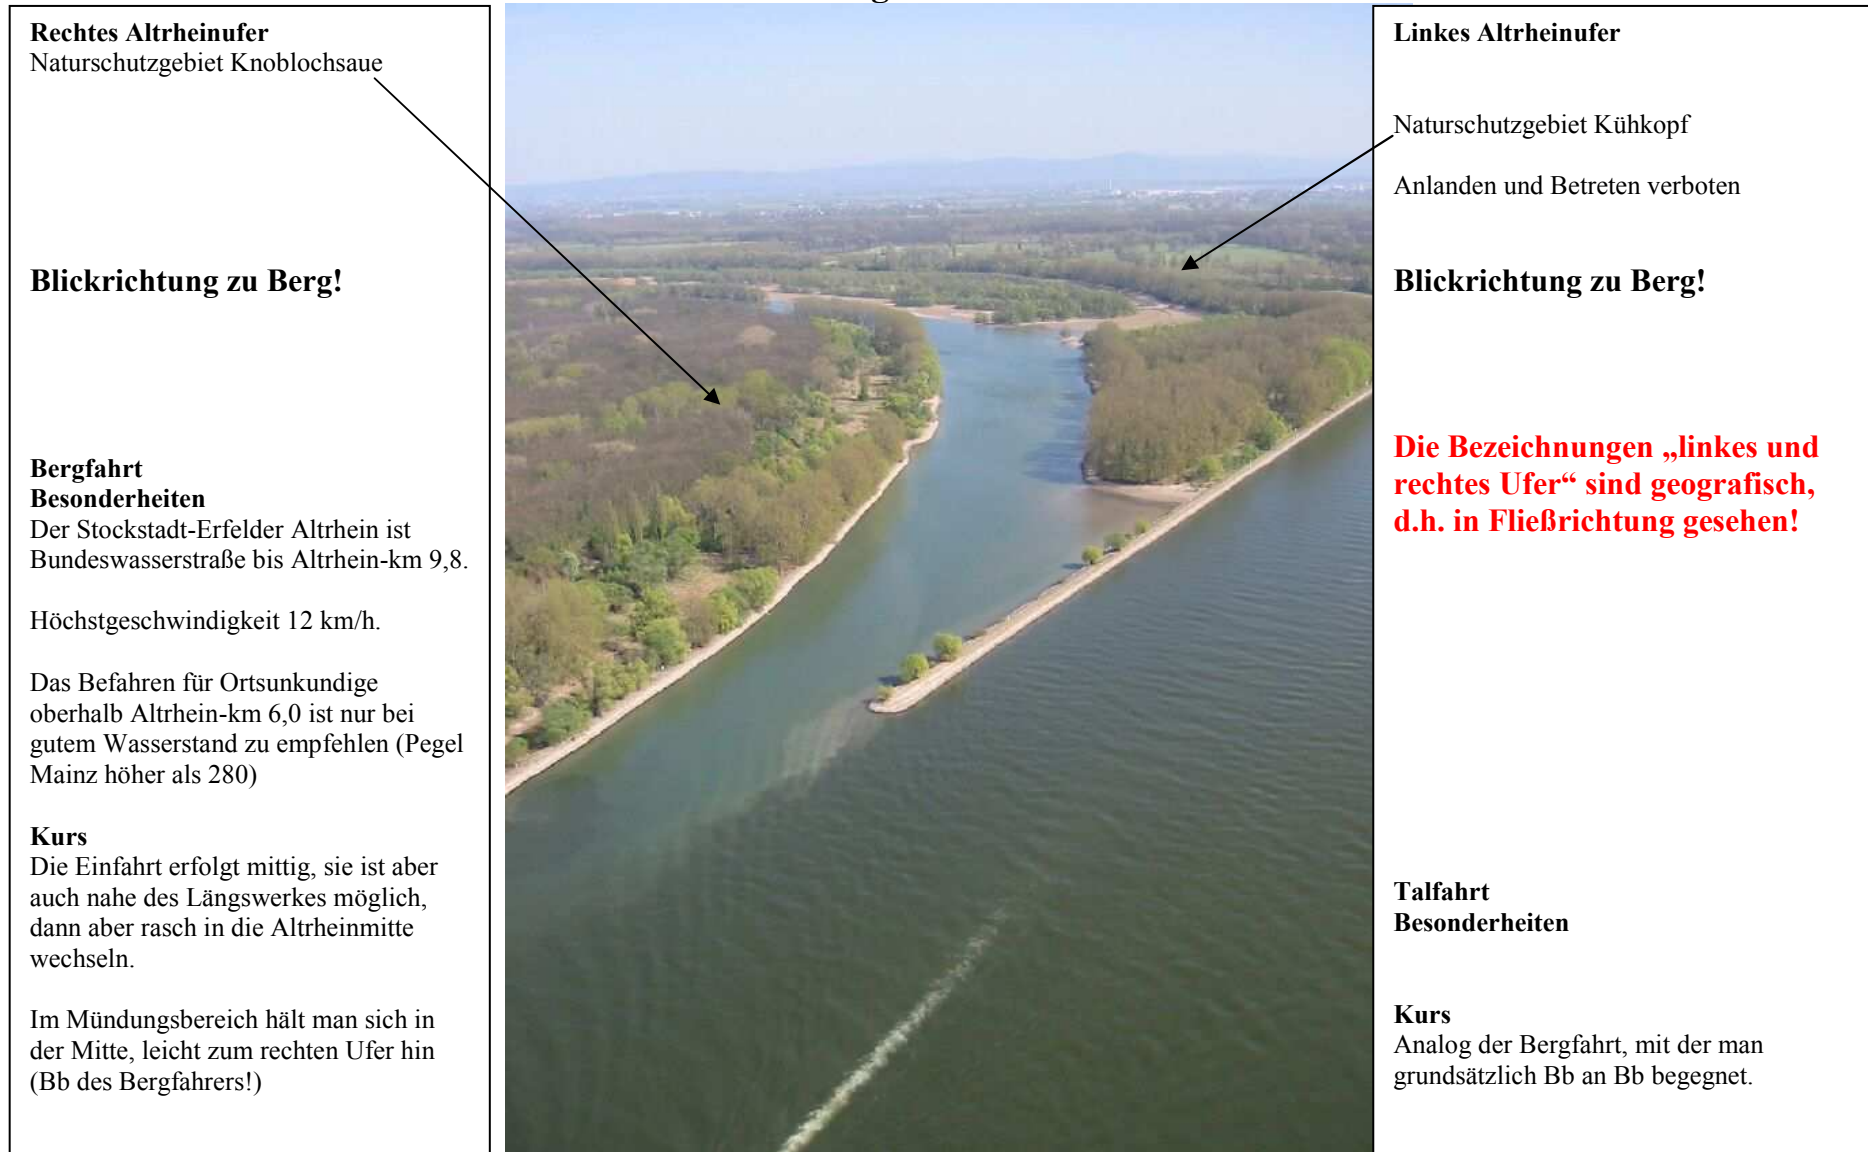 Rechtes Altrheinufer
Naturschutzgebiet Knoblochsaue
Blickrichtung zu Berg!
Bergfahrt
Besonderheiten
Der Stockstadt-Erfelder Altrhein ist
Bundeswasserstraße bis Altrhein-km 9,8.
Höchstgeschwindigkeit 12 km/h.
Das Befahren für Ortsunkundige
oberhalb Altrhein-km 6,0 ist nur bei
gutem Wasserstand zu empfehlen (Pegel
Mainz höher als 280)
Kurs
Die Einfahrt erfolgt mittig, sie ist aber
auch nahe des Längswerkes möglich,
dann aber rasch in die Altrheinmitte
wechseln.
Im Mündungsbereich hält man sich in
der Mitte, leicht zum rechten Ufer hin
(Bb des Bergfahrers!)
Linkes Altrheinufer
Naturschutzgebiet Kühkopf
Anlanden und Betreten verboten
Blickrichtung zu Berg!
Die Bezeichnungen „linkes und
rechtes Ufer“ sind geografisch,
d.h. in Fließrichtung gesehen!
Talfahrt
Besonderheiten
Kurs
Analog der Bergfahrt, mit der man
grundsätzlich Bb an Bb begegnet.